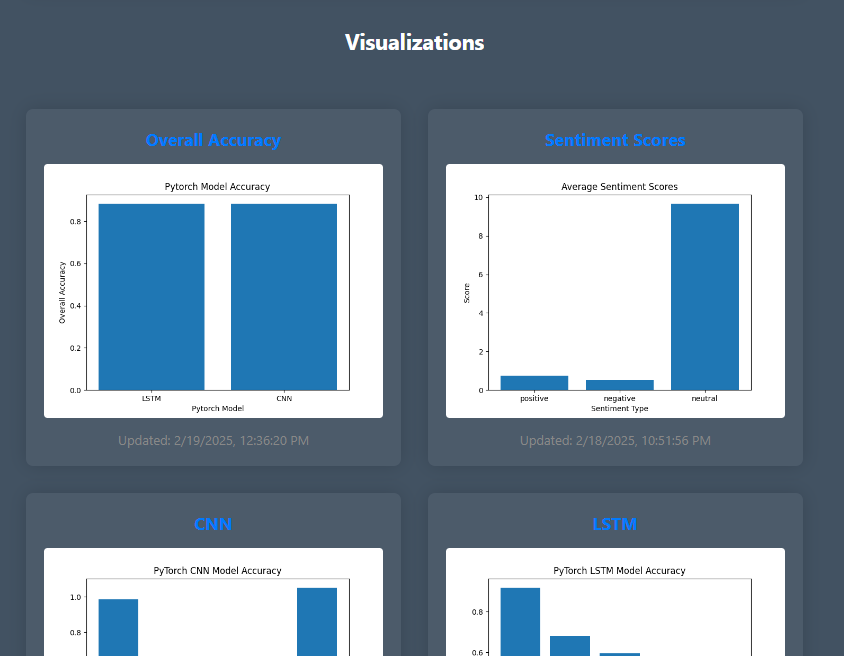 Visualizations
Overall Accuracy
Pytorch Model Accuracy
0.8
0.6
0.4
0.2
0.0
Overall Accuracy
LSTM CNN
Pytorch Model
Updated: 2/19/2025, 12:36:20 PM
Sentiment Scores
Average Sentiment Scores
10
8
6
4
2
0
Score
positive negative neutral
Sentiment Type
Updated: 2/18/2025, 10:51:56 PM
CNN
PyTorch CNN Model Accuracy
1.0
0.8
LSTM
PyTorch LSTM Model Accuracy
0.8
0.6